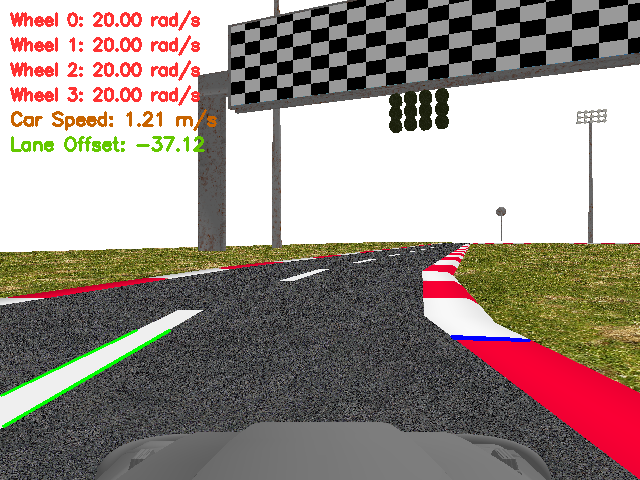 Wheel 0: 20.00 rad/s
Wheel 1: 20.00 rad/s
Wheel 2: 20.00 rad/s
Wheel 3: 20.00 rad/s
Car Speed: 1.21 m/s
Lane Offset: -37.12